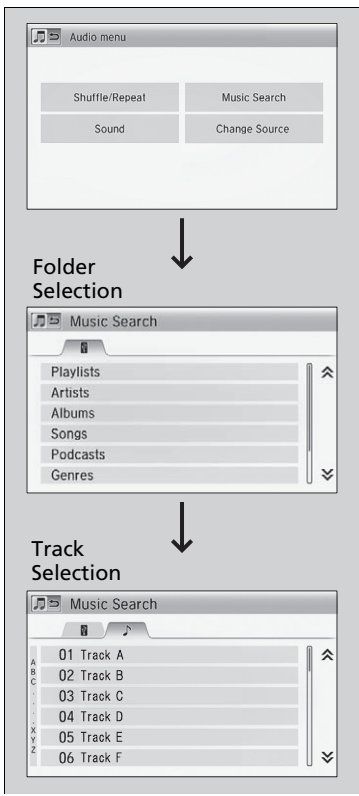 Audio menu
Shuffle/Repeat Music Search
Sound Change Source
Folder
Selection
Music Search
Playlists
Artists
Albums
Songs
Podcasts
Genres
Track
Selection
Music Search
A
B
C
.
.
.
X
Y
Z
01 Track A
02 Track B
03 Track C
04 Track D
05 Track E
06 Track F